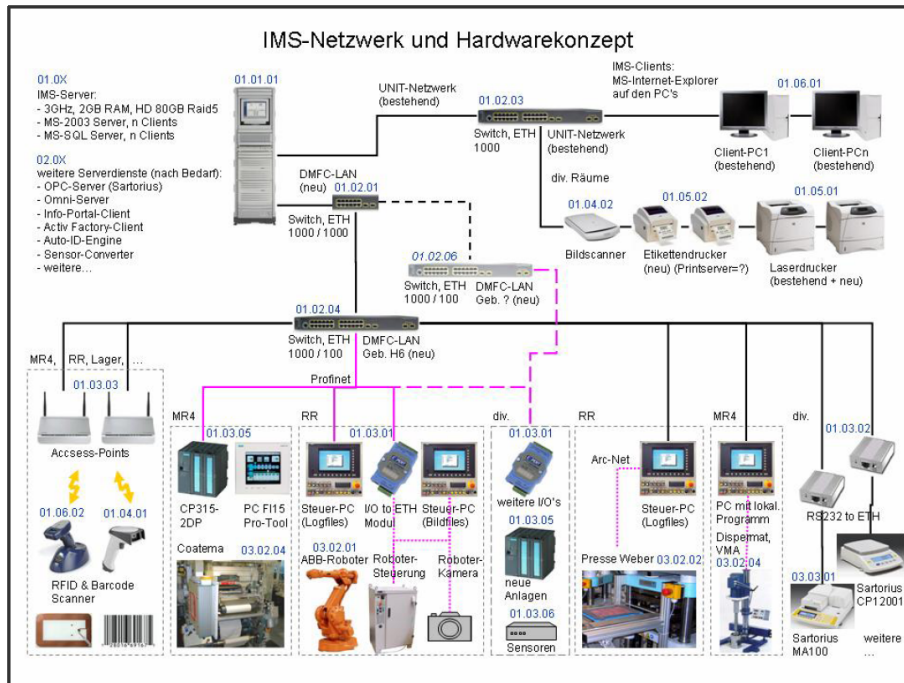 IMS-Netzwerk und Hardwarekonzept
01.0X
IMS-Server:
- 3GHz, 2GB RAM, HD 80GB Raid5
- MS-2003 Server, n Clients
- MS-SQL Server, n Clients
02.0X
weitere Serverdienste (nach Bedarf):
- OPC-Server (Sartorius)
- Omni-Server
- Info-Portal-Client
- Activ Factory-Client
- Auto-ID-Engine
- Sensor-Converter
- weitere...
01.01.01
UNIT-Netzwerk
(bestehend)
01.02.03
Switch, ETH
1000
UNIT-Netzwerk
(bestehend)
IMS-Clients:
MS-Internet-Explorer
auf den PC's
01.06.01
Client-PC1
(bestehend)
Client-PCn
(bestehend)
div. Räume
01.04.02
Bildscanner
01.05.02
Etikettendrucker
(neu) (Printserver=?)
01.05.01
Laserdrucker
(bestehend + neu)
DMFC-LAN
(neu)
01.02.01
Switch, ETH
1000 / 1000
01.02.06
Switch, ETH
1000 / 100
DMFC-LAN
Geb. ? (neu)
01.02.04
Switch, ETH
1000 / 100
DMFC-LAN
Geb. H6 (neu)
MR4, RR, Lager, ...
01.03.03
Accsess-Points
01.06.02
01.04.01
RFID & Barcode
Scanner
Profinet
MR4
01.03.05
CP315-
2DP
PC FI15
Pro-Tool
Coatema
03.02.04
RR
01.03.01
Steuer-PC
(Logfiles)
I/O to ETH
Modul
Steuer-PC
(Bildfiles)
03.02.01
ABB-Roboter
Roboter-
Steuerung
Roboter-
Kamera
div.
01.03.01
weitere I/O's
01.03.05
neue
Anlagen
01.03.06
Sensoren
RR
Arc-Net
Steuer-PC
(Logfiles)
Presse Weber
03.02.02
MR4
PC mit lokal.
Programm
Dispermat,
VMA
03.02.04
div.
01.03.02
RS232 to ETH
03.03.01
Sartorius
CP12001
Sartorius
MA100
weitere
...